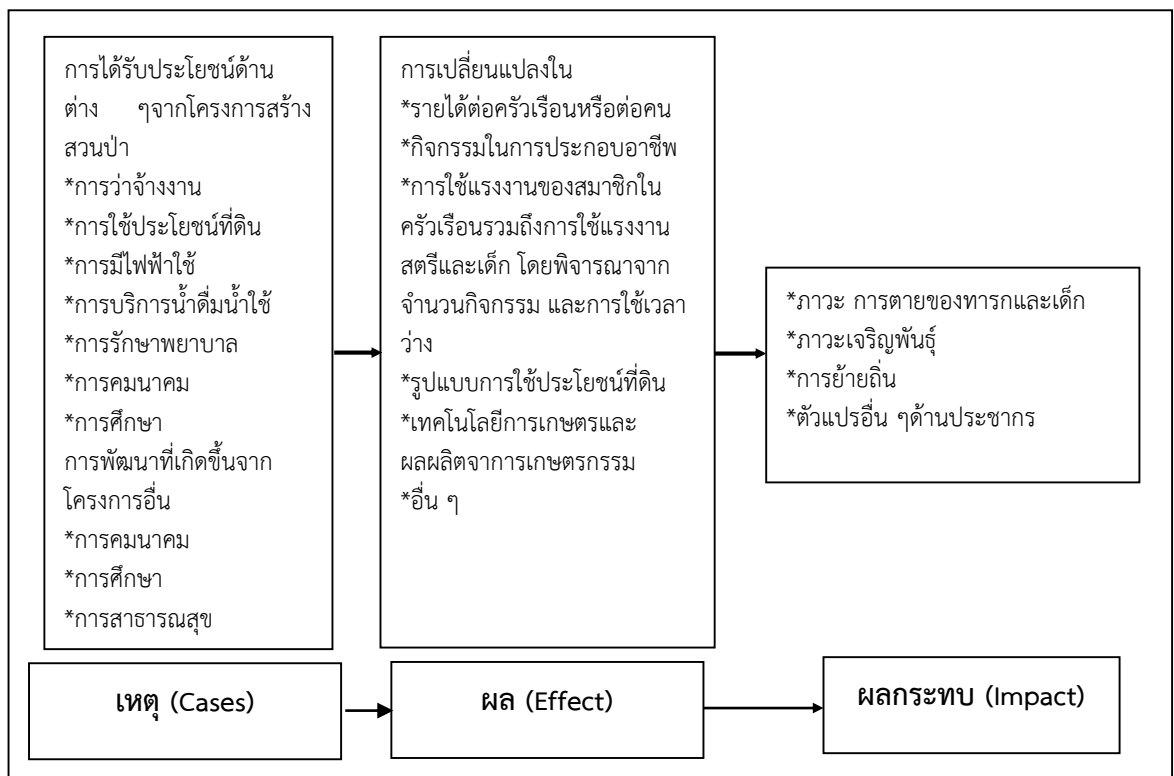 การได้รับประโยชน์ด้าน
ต่าง ๆจากโครงการสร้าง
สวนป่า
*การว่าจ้างงาน
*การใช้ประโยชน์ที่ดิน
*การมีไฟฟ้าใช้
*การบริการน้ำดื่มน้ำใช้
*การรักษาพยาบาล
*การคมนาคม
*การศึกษา
การพัฒนาที่เกิดขึ้นจาก
โครงการอื่น
*การคมนาคม
*การศึกษา
*การสาธารณสุข
การเปลี่ยนแปลงใน
*รายได้ต่อครัวเรือนหรือต่อคน
*กิจกรรมในการประกอบอาชีพ
*การใช้แรงงานของสมาชิกใน
ครัวเรือนรวมถึงการใช้แรงงาน
สตรีและเด็ก โดยพิจารณาจาก
จำนวนกิจกรรม และการใช้เวลา
ว่าง
*รูปแบบการใช้ประโยชน์ที่ดิน
*เทคโนโลยีการเกษตรและ
ผลผลิตจาการเกษตรกรรม
*อื่น ๆ
*ภาวะ การตายของทารกและเด็ก
*ภาวะเจริญพันธุ์
*การย้ายถิ่น
*ตัวแปรอื่น ๆด้านประชากร
เหตุ (Cases)
ผล (Effect)
ผลกระทบ (Impact)